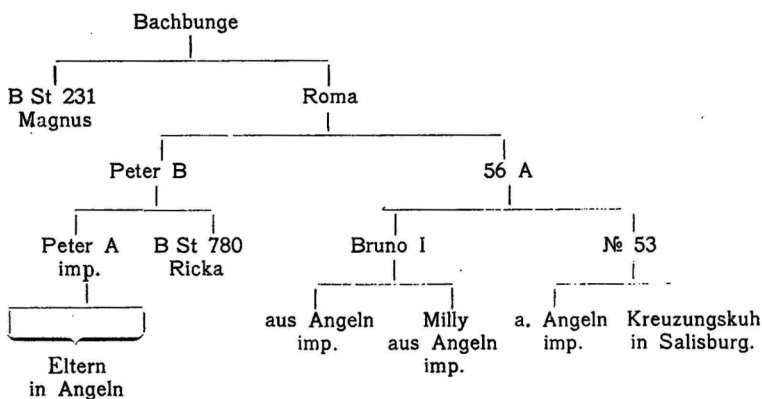 Bachbunge
B St 231
Magnus
Roma
Peter B
56 A
Peter A
imp.
B St 780
Ricka
Bruno I
№ 53
aus Angeln
imp.
Milly
aus Angeln
imp.
a. Angeln
imp.
Kreuzungskuh
in Salisburg.
Eltern
in Angeln